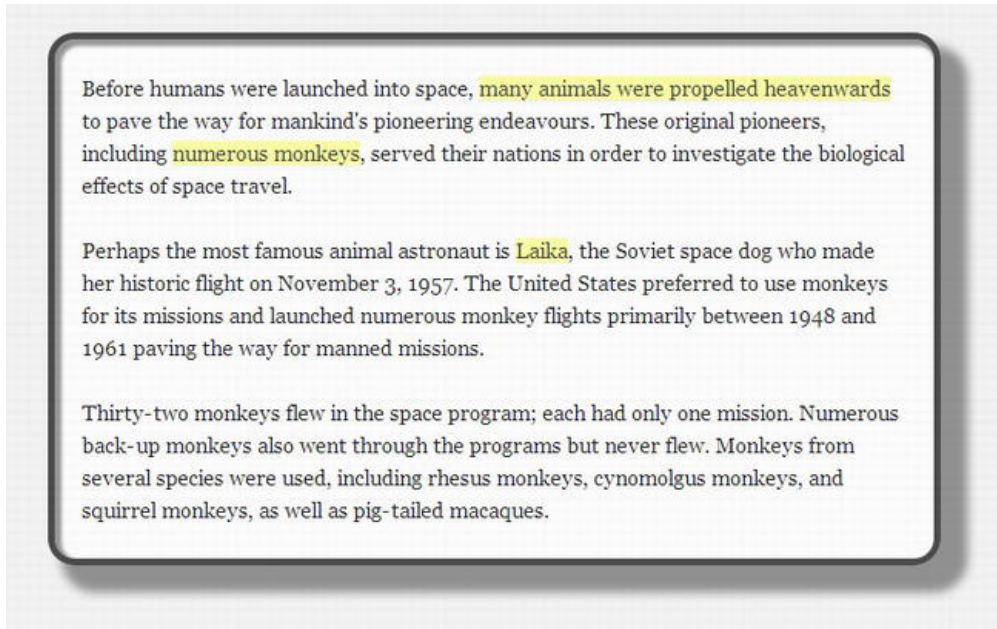 Before humans were launched into space, many animals were propelled heavenwards
to pave the way for mankind's pioneering endeavours. These original pioneers,
including numerous monkeys, served their nations in order to investigate the biological
effects of space travel.
Perhaps the most famous animal astronaut is Laika, the Soviet space dog who made
her historic flight on November 3, 1957. The United States preferred to use monkeys
for its missions and launched numerous monkey flights primarily between 1948 and
1961 paving the way for manned missions.
Thirty-two monkeys flew in the space program; each had only one mission. Numerous
back-up monkeys also went through the programs but never flew. Monkeys from
several species were used, including rhesus monkeys, cynomolgus monkeys, and
squirrel monkeys, as well as pig-tailed macaques.